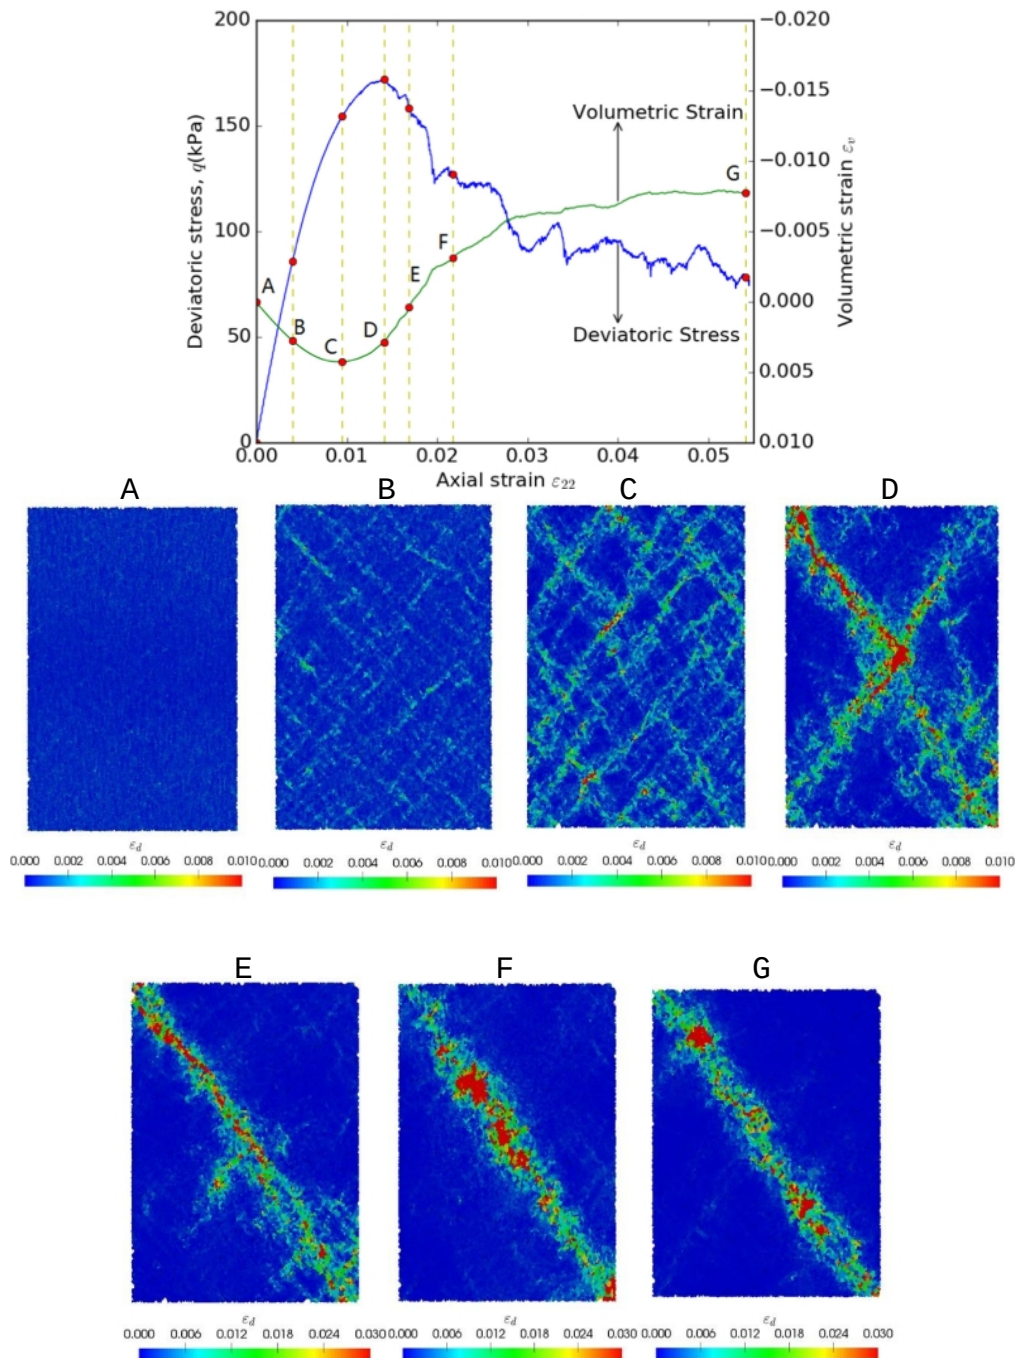 200
−0.020
Volumetric Strain
−0.015
150
−0.010
G
100
−0.005
F
E
A
0.000
B
D
C
50
Deviatoric Stress
0.005
0
0.010
0.00 0.01 0.02 0.03 0.04 0.05
Deviatoric stress, q(kPa)
Volumetric strain εv
Axial strain ε22
A B C D
εd εd εd εd
0.000 0.002 0.004 0.006 0.008 0.010 0.000 0.002 0.004 0.006 0.008 0.010 0.000 0.002 0.004 0.006 0.008 0.010 0.000 0.002 0.004 0.006 0.008 0.010
E F G
εd εd εd
0.000 0.006 0.012 0.018 0.024 0.030 0.000 0.006 0.012 0.018 0.024 0.030 0.000 0.006 0.012 0.018 0.024 0.030